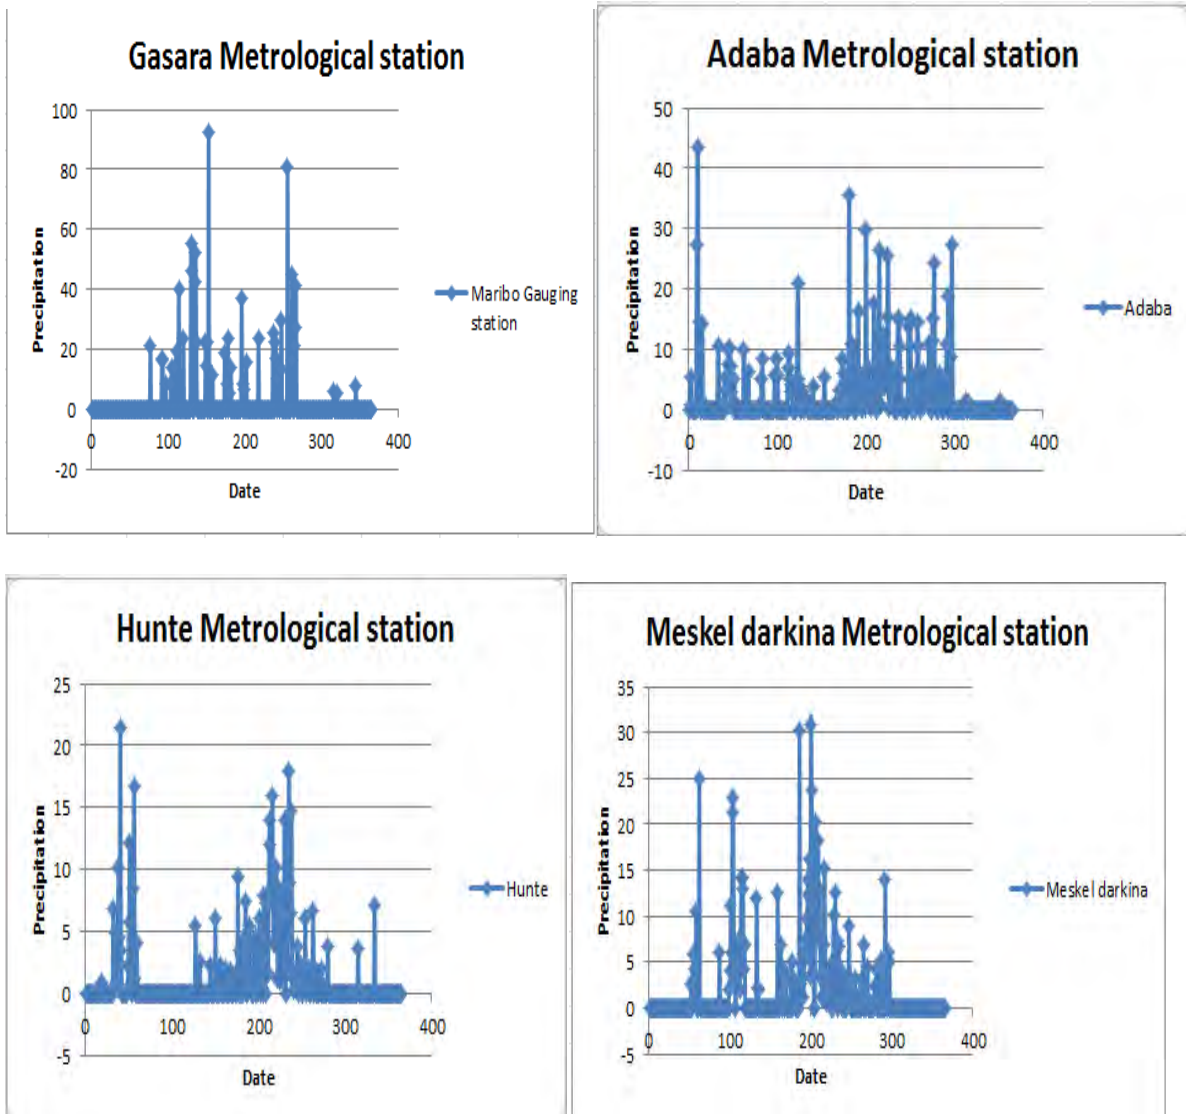 Gasara Metrological station
100
80
60
40
20
0
-20
0 100 200 300 400
Precipitation
Date
Maribo Gauging
station
Adaba Metrological station
50
40
30
20
10
0
-10
0 100 200 300 400
Precipitation
Date
Adaba
Hunte Metrological station
25
20
15
10
5
0
-5
0 100 200 300 400
Precipitation
Date
Hunte
Meskel darkina Metrological station
35
30
25
20
15
10
5
0
-5
0 100 200 300 400
Precipitation
Date
Meskel darkina